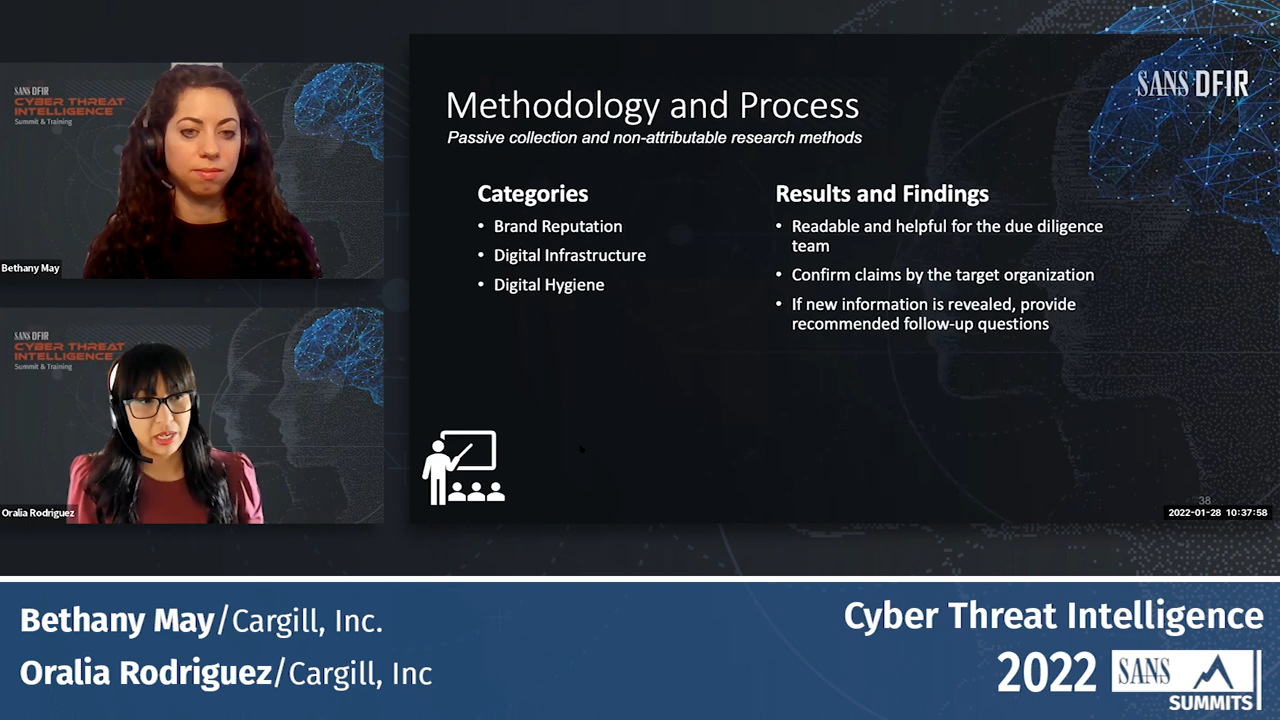 SANS DFIR
CYBER THREAT
INTELLIGENCE
Summit & Training
Bethany May
SANS DFIR
CYBER THREAT
INTELLIGENCE
Summit & Training
Oralia Rodriguez
SANS DFIR
Methodology and Process
Passive collection and non-attributable research methods
Categories
• Brand Reputation
• Digital Infrastructure
• Digital Hygiene
Results and Findings
• Readable and helpful for the due diligence
team
• Confirm claims by the target organization
• If new information is revealed, provide
recommended follow-up questions
38
2022-01-28 10:37:58
Bethany May/Cargill, Inc.
Oralia Rodriguez/Cargill, Inc
Cyber Threat Intelligence
2022 SANS
SUMMITS